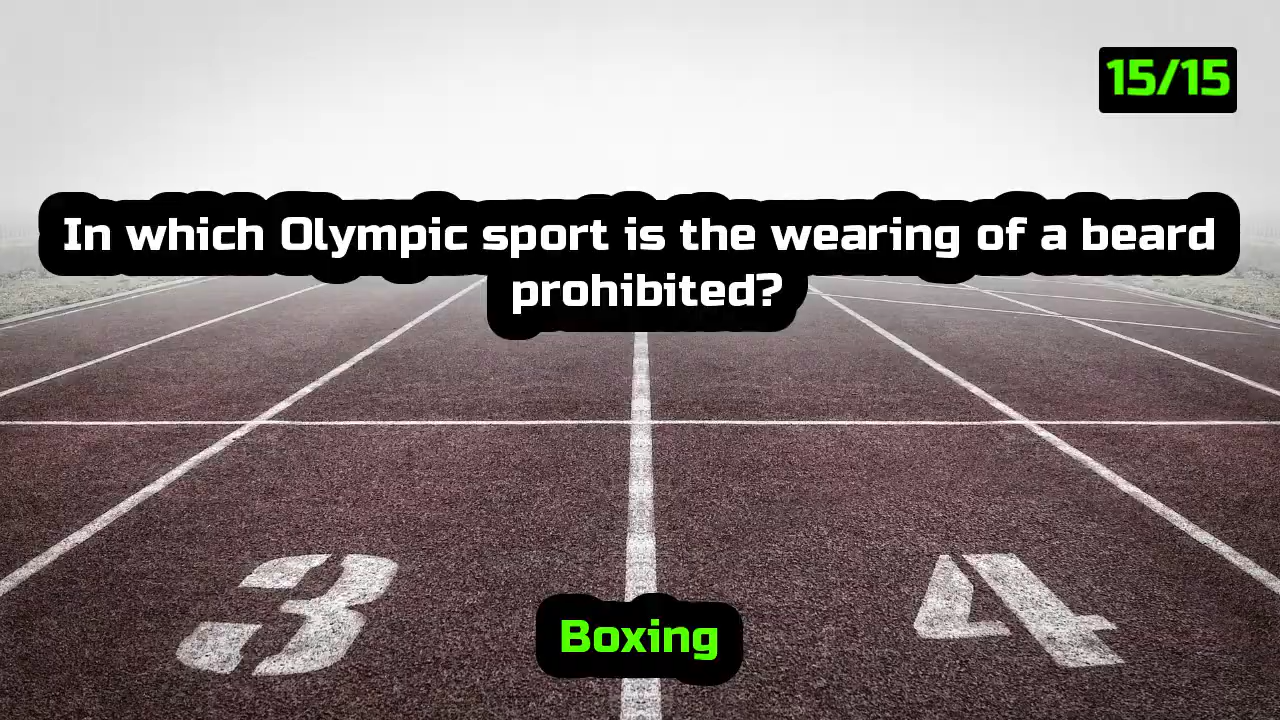 15/15
In which Olympic sport is the wearing of a beard
prohibited?
3 4
Boxing